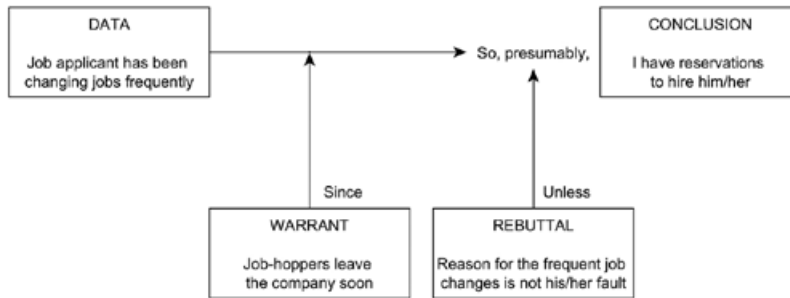 DATA
Job applicant has been
changing jobs frequently
So, presumably,
CONCLUSION
I have reservations
to hire him/her
Since
Unless
WARRANT
Job-hoppers leave
the company soon
REBUTTAL
Reason for the frequent job
changes is not his/her fault